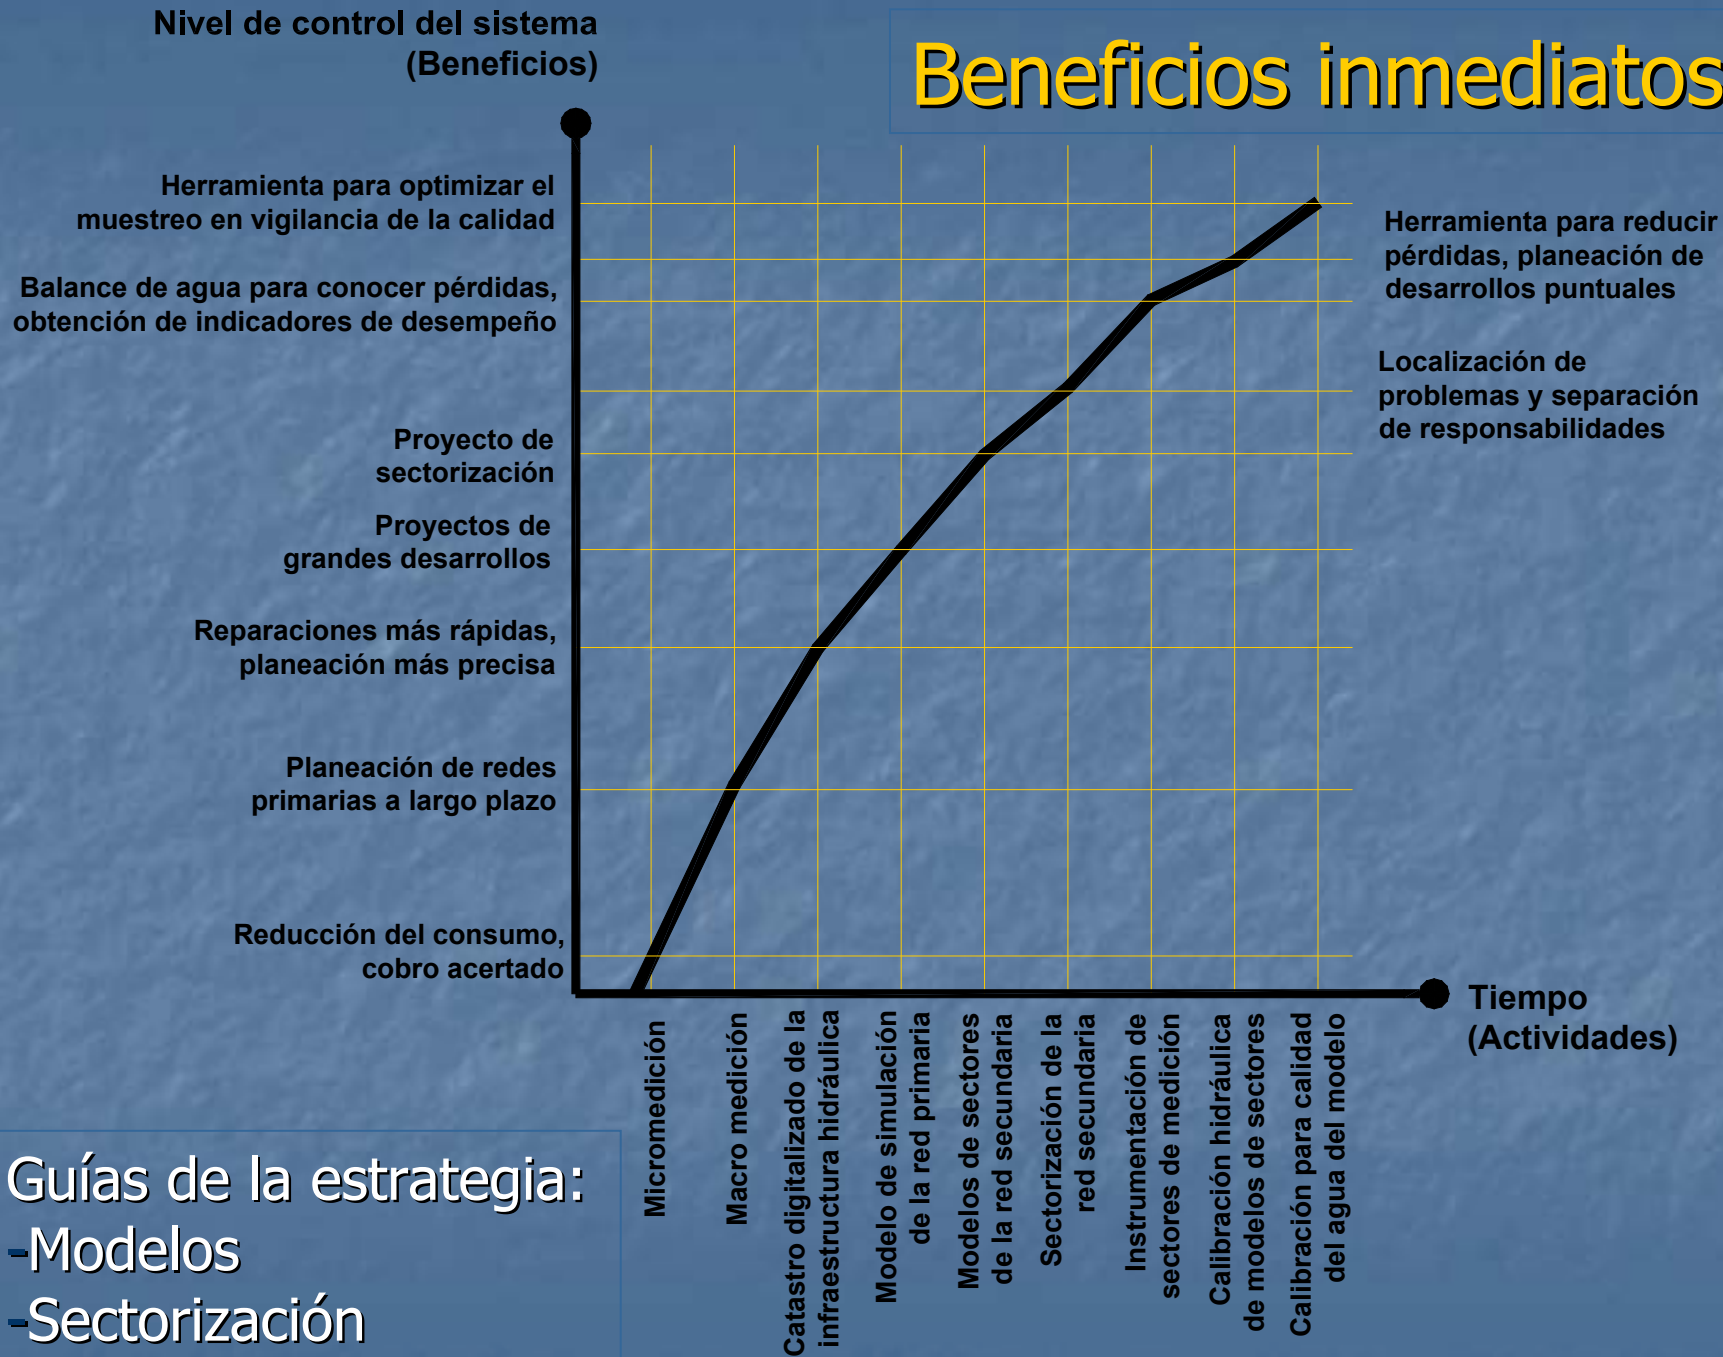 Nivel de control del sistema
(Beneficios)
Beneficios inmediatos
Herramienta para optimizar el
muestreo en vigilancia de la calidad
Balance de agua para conocer pérdidas,
obtención de indicadores de desempeño
Proyecto de
sectorización
Proyectos de
grandes desarrollos
Reparaciones más rápidas,
planeación más precisa
Planeación de redes
primarias a largo plazo
Reducción del consumo,
cobro acertado
Herramienta para reducir
pérdidas, planeación de
desarrollos puntuales
Localización de
problemas y separación
de responsabilidades
Tiempo
(Actividades)
Micromedición
Macro medición
Catastro digitalizado de la
infraestructura hidráulica
Modelo de simulación
de la red primaria
Modelos de sectores
de la red secundaria
Sectorización de la
red secundaria
Instrumentación de
sectores de medición
Calibración hidráulica
de modelos de sectores
Calibración para calidad
del agua del modelo
Guías de la estrategia:
-Modelos
-Sectorización